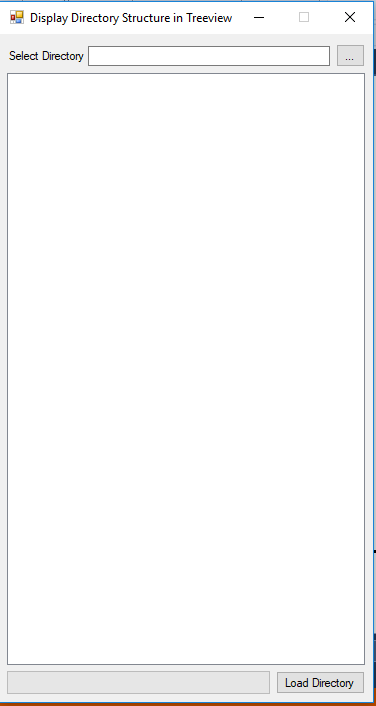 Display Directory Structure in Treeview
Select Directory
...
Load Directory